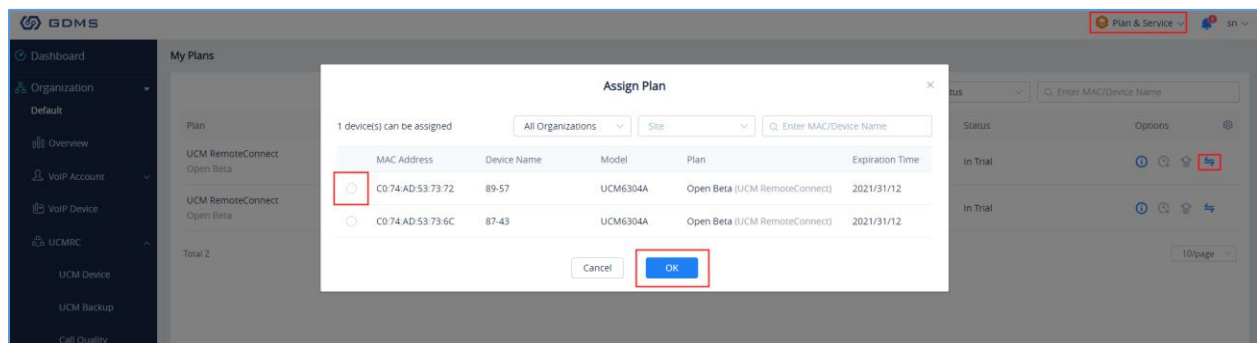 GDMS
Plan & Service
sn
Dashboard
My Plans
Organization
Default
Overview
VoIP Account
VoIP Device
UCMRC
UCM Device
UCM Backup
Call Quality
Assign Plan
1 device(s) can be assigned
All Organizations
Site
Enter MAC/Device Name
MAC Address Device Name Model Plan Expiration Time
C0:74:AD:53:73:72 89-57 UCM6304A Open Beta (UCM RemoteConnect) 2021/31/12
C0:74:AD:53:73:6C 87-43 UCM6304A Open Beta (UCM RemoteConnect) 2021/31/12
Cancel
OK
tus
Enter MAC/Device Name
Plan Status Options
UCM RemoteConnect In Trial
Open Beta
UCM RemoteConnect In Trial
Open Beta
Total 2
10/page